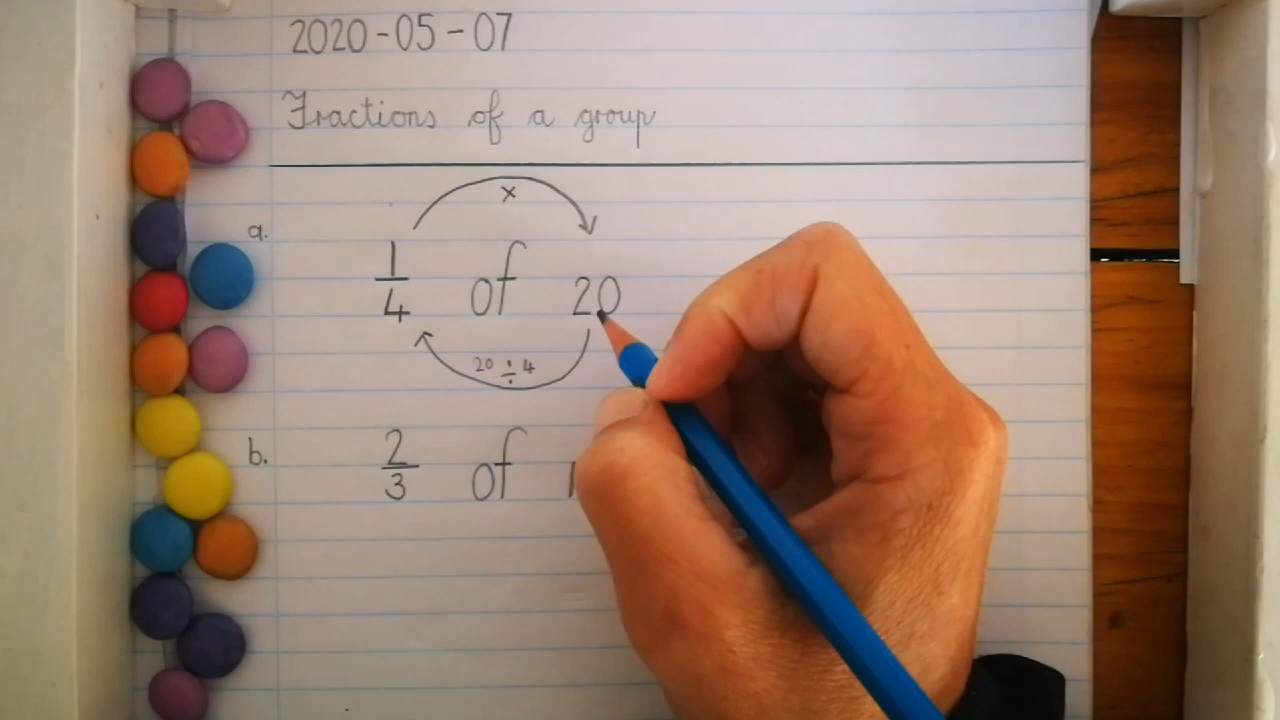 2020-05-07
Fractions of a group
×
a.
1/4 of 20
20 ÷ 4
b.
2/3 of